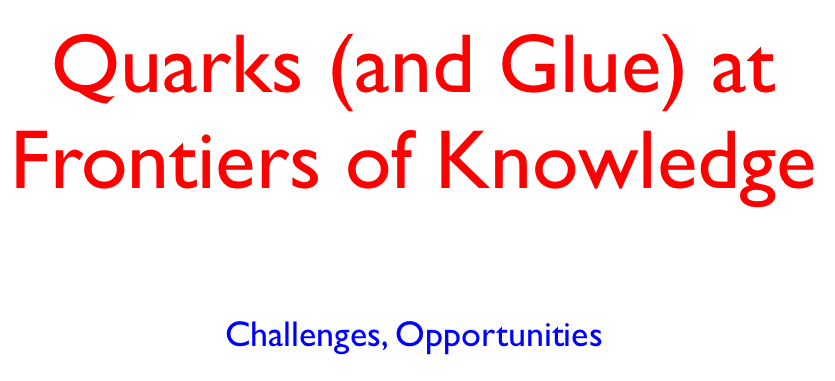 Quarks (and Glue) at
Frontiers of Knowledge
Challenges, Opportunities